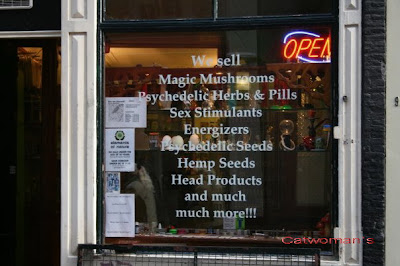 OPEN
We sell
Magic Mushrooms
Psychedelic Herbs & Pills
Sex Stimulants
Energizers
Psychedelic Seeds
Hemp Seeds
Head Products
and much
much more!!!
Catwoman's